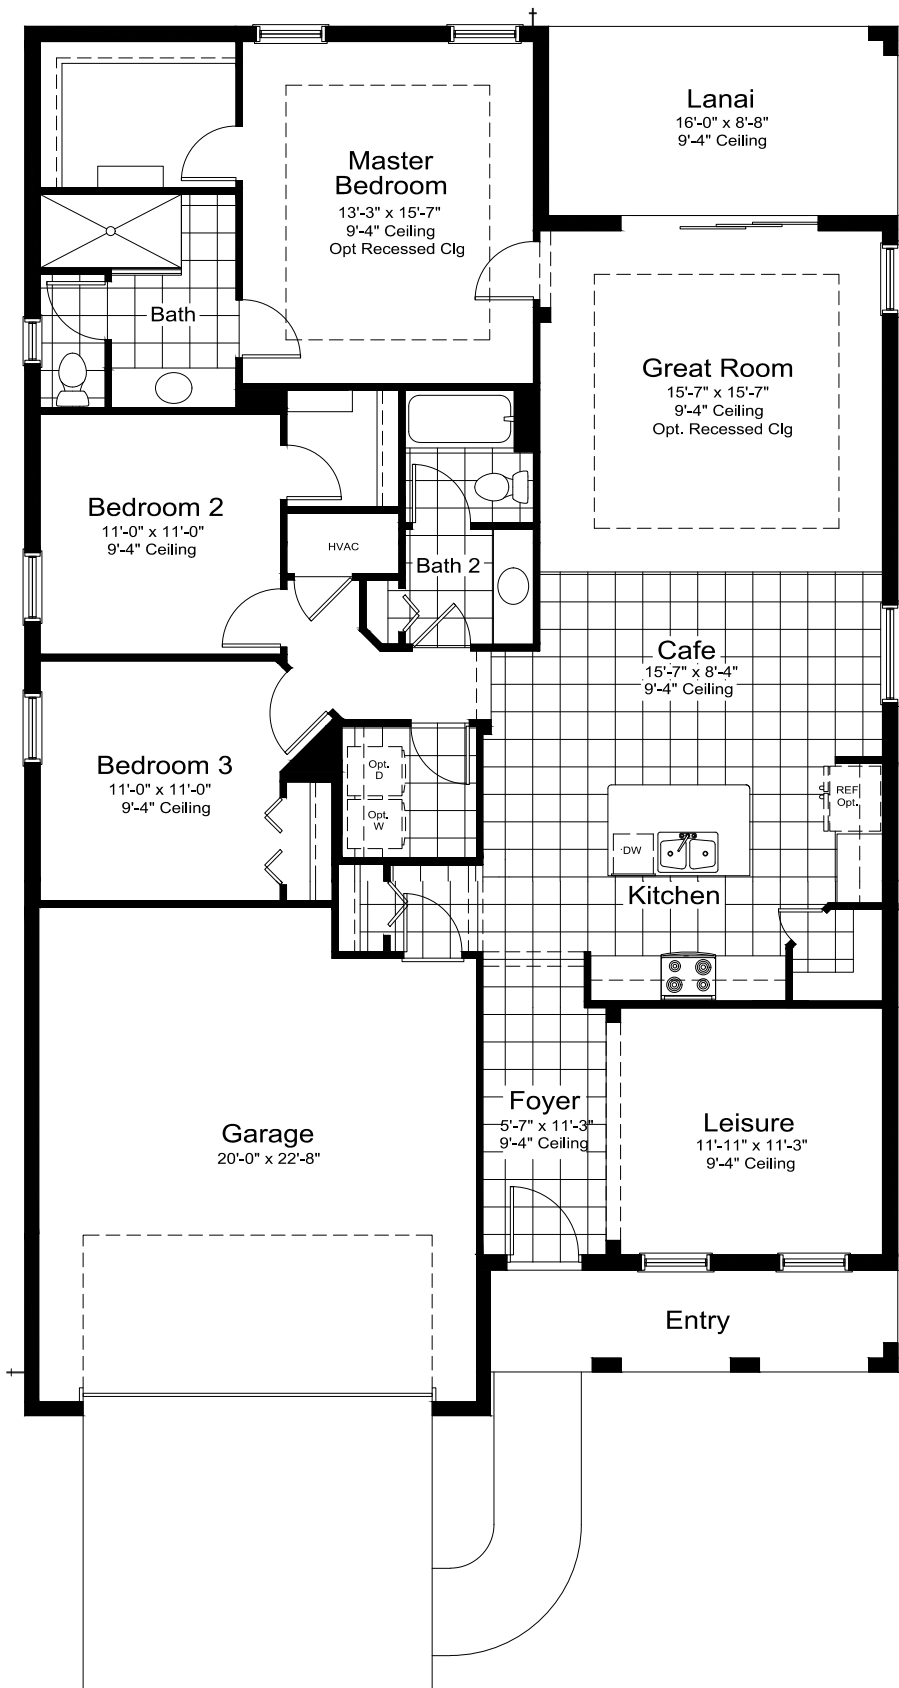 Lanai
16'-0" x 8'-8"
9'-4" Ceiling
Master
Bedroom
13'-3" x 15'-7"
9'-4" Ceiling
Opt Recessed Clg
Bath
Great Room
15'-7" x 15'-7"
9'-4" Ceiling
Opt. Recessed Clg
Bedroom 2
11'-0" x 11'-0"
9'-4" Ceiling
HVAC
Bath 2
Cafe
15'-7" x 8'-4"
9'-4" Ceiling
Bedroom 3
11'-0" x 11'-0"
9'-4" Ceiling
Opt.
D
Opt.
W
REF
Opt.
DW
Kitchen
Foyer
5'-7" x 11'-3"
9'-4" Ceiling
Leisure
11'-11" x 11'-3"
9'-4" Ceiling
Garage
20'-0" x 22'-8"
Entry